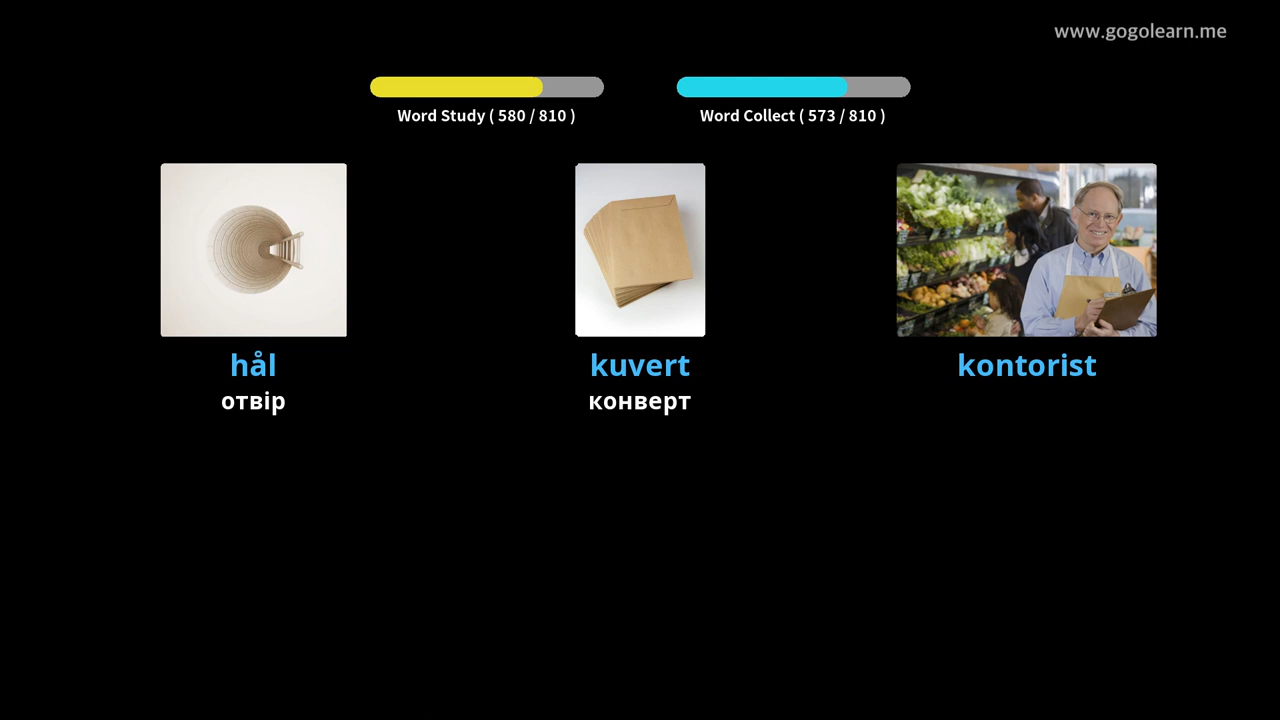 www.gogolearn.me
Word Study ( 580 / 810 )
Word Collect ( 573 / 810 )
hål
kuvert
kontorist
отвір
конверт